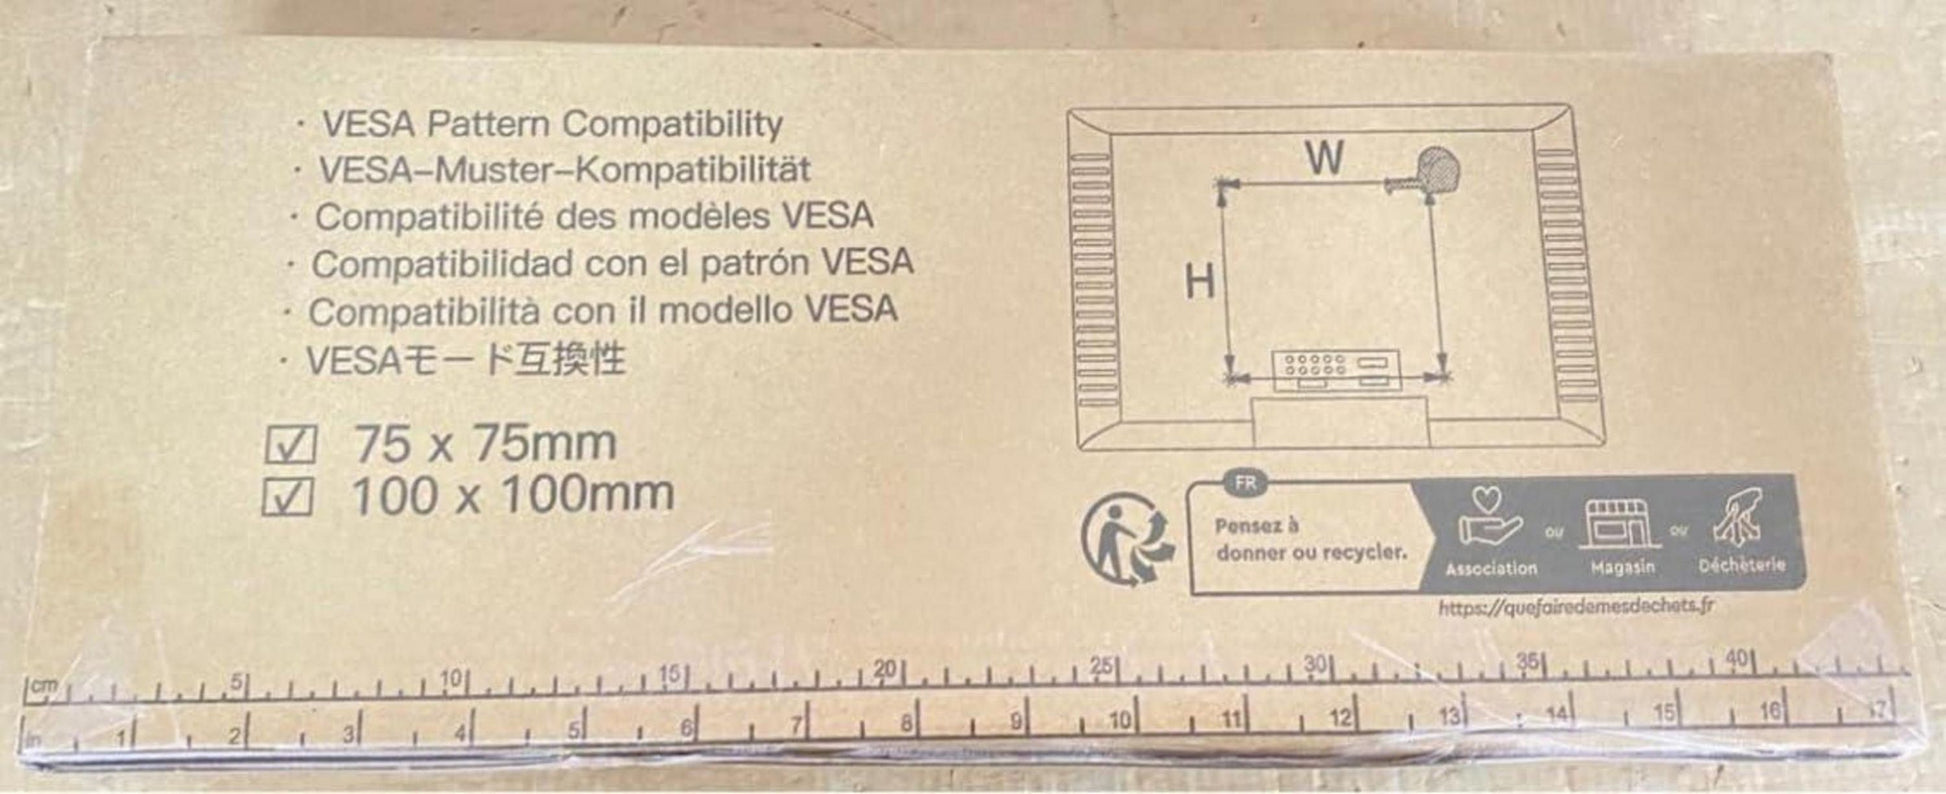 · VESA Pattern Compatibility
· VESA-Muster-Kompatibilität
· Compatibilité des modèles VESA
· Compatibilidad con el patrón VESA
· Compatibilità con il modello VESA
· VESAモード互換性
☑ 75 x 75mm
☑ 100 x 100mm
W
H
FR
Pensez à
donner ou recycler.
Association ou Magasin ou Déchèterie
https://quefairedemesdechets.fr
cm 5 10 15 20 25 30 35 40
in 1 2 3 4 5 6 7 8 9 10 11 12 13 14 15 16 17